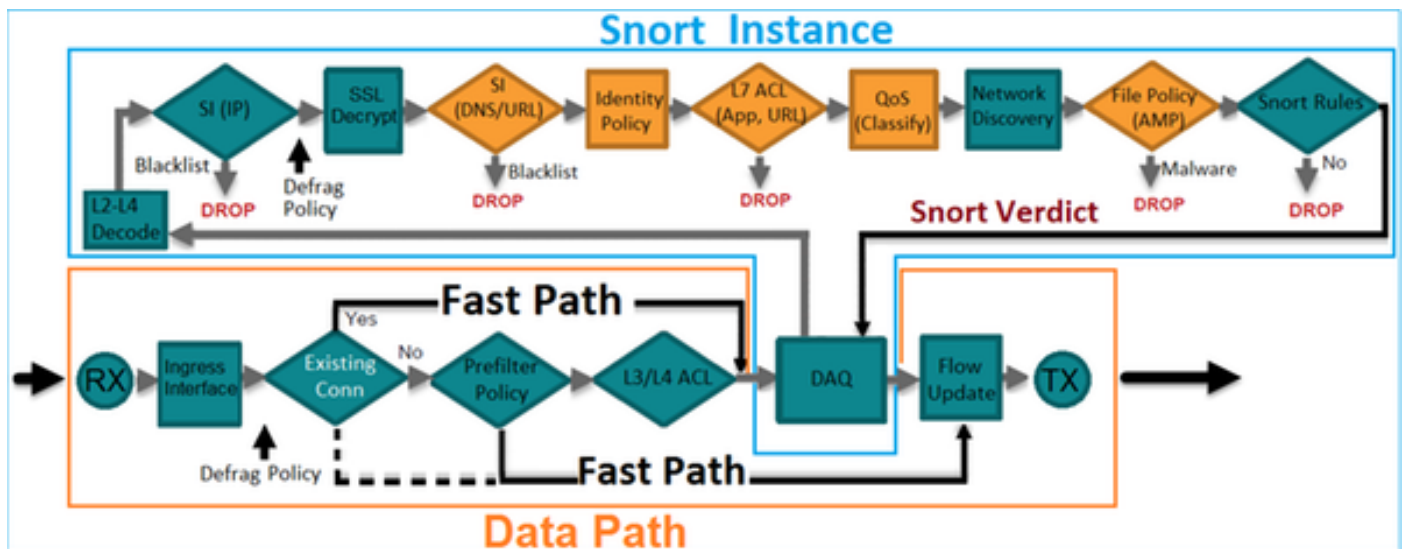 Snort Instance
SI (IP)
SSL
Decrypt
SI
(DNS/URL)
Identity
Policy
L7 ACL
(App, URL)
QoS
(Classify)
Network
Discovery
File Policy
(AMP)
Snort Rules
Blacklist
DROP
Defrag
Policy
Blacklist
DROP
DROP
Malware
DROP
No
DROP
L2-L4
Decode
Snort Verdict
Fast Path
Yes
RX
Ingress
Interface
Existing
Conn
No
Prefilter
Policy
L3/L4 ACL
DAQ
Flow
Update
TX
Defrag Policy
Fast Path
Data Path